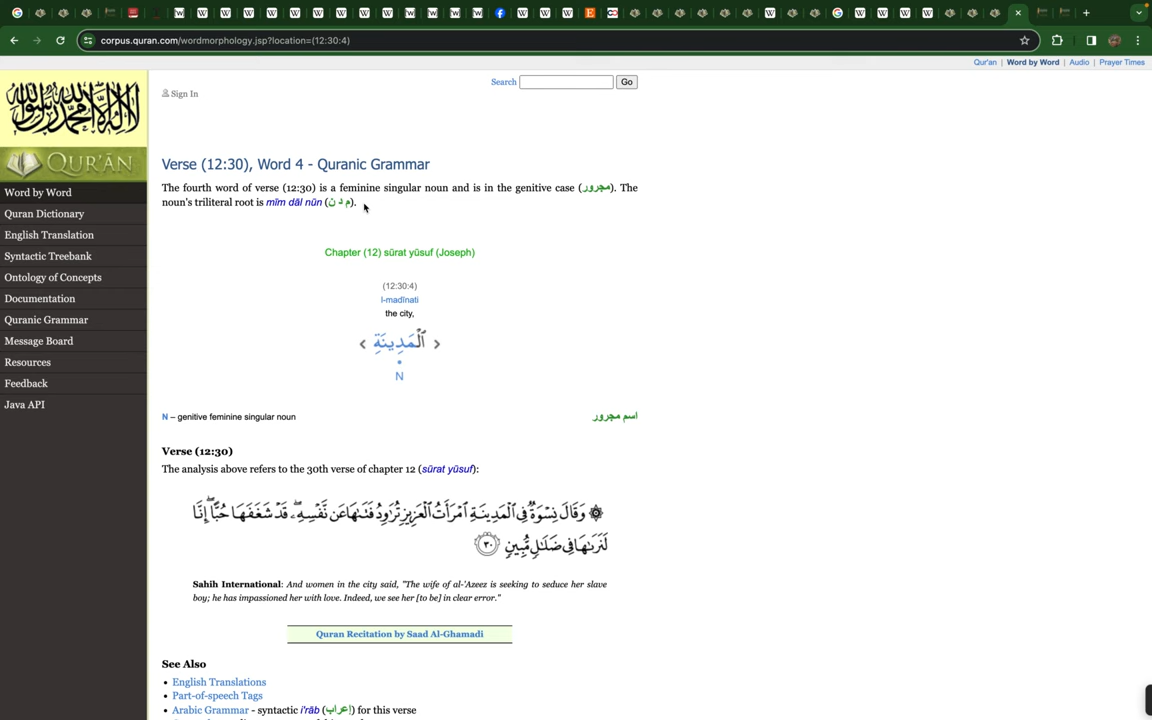 corpus.quran.com/wordmorphology.jsp?location=(12:30:4)
Qur'an | Word by Word | Audio | Prayer Times
Search Go
Sign In
QUR'ĀN
Word by Word
Quran Dictionary
English Translation
Syntactic Treebank
Ontology of Concepts
Documentation
Quranic Grammar
Message Board
Resources
Feedback
Java API
Verse (12:30), Word 4 - Quranic Grammar
The fourth word of verse (12:30) is a feminine singular noun and is in the genitive case (مجرور). The
noun's triliteral root is mīm dāl nūn (م د ن).
Chapter (12) sūrat yūsuf (Joseph)
(12:30:4)
l-madīnati
the city,
ٱلْمَدِينَةِ
N
N – genitive feminine singular noun
اسم مجرور
Verse (12:30)
The analysis above refers to the 30th verse of chapter 12 (sūrat yūsuf):
۞ وَقَالَ نِسْوَةٌ فِى ٱلْمَدِينَةِ ٱمْرَأَتُ ٱلْعَزِيزِ تُرَٰوِدُ فَتَىٰهَا عَن نَّفْسِهِۦ ۖ قَدْ شَغَفَهَا حُبًّا ۖ إِنَّا
لَنَرَىٰهَا فِى ضَلَٰلٍ مُّبِينٍ ٣٠
Sahih International: And women in the city said, "The wife of al-'Azeez is seeking to seduce her slave
boy; he has impassioned her with love. Indeed, we see her [to be] in clear error."
Quran Recitation by Saad Al-Ghamadi
See Also
• English Translations
• Part-of-speech Tags
• Arabic Grammar - syntactic i'rāb (إعراب) for this verse